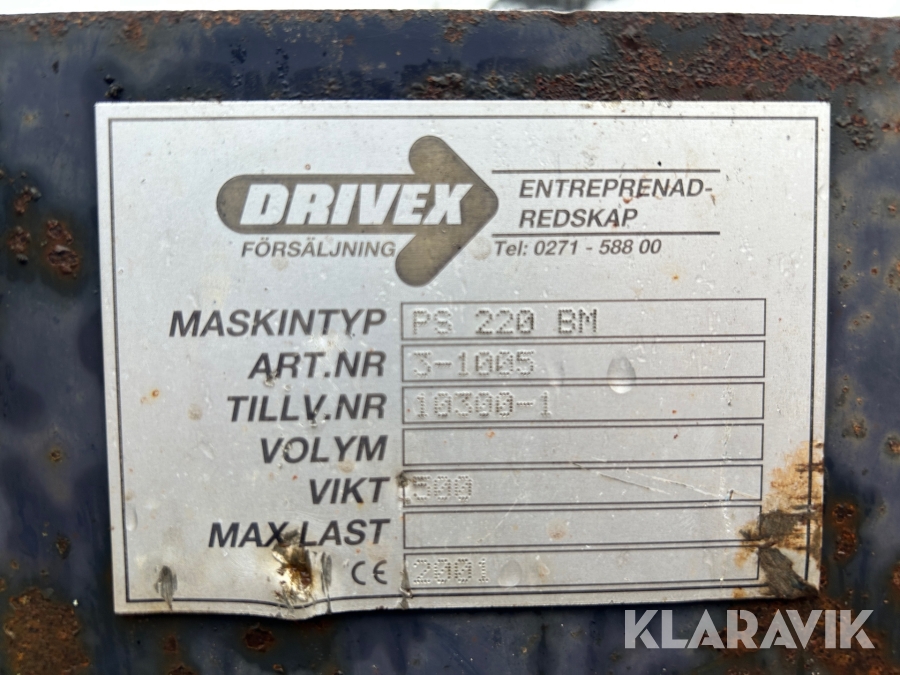 DRIVEX
FÖRSÄLJNING
ENTREPRENAD-
REDSKAP
Tel: 0271 - 588 00
MASKINTYP PS 220 BM
ART.NR 3-1005
TILLV.NR 10300-1
VOLYM
VIKT 500
MAX LAST
CE 2001
KLARAVIK